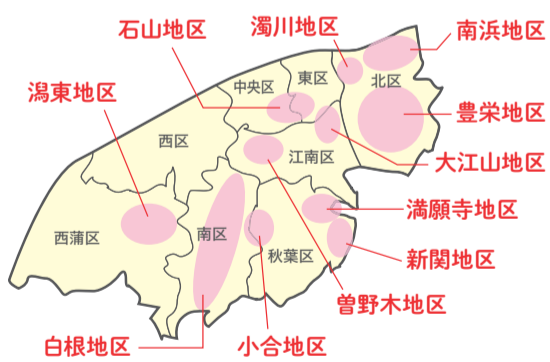 石山地区
濁川地区
南浜地区
潟東地区
中央区
東区
北区
豊栄地区
西区
江南区
大江山地区
満願寺地区
西蒲区
南区
秋葉区
新関地区
曽野木地区
白根地区
小合地区